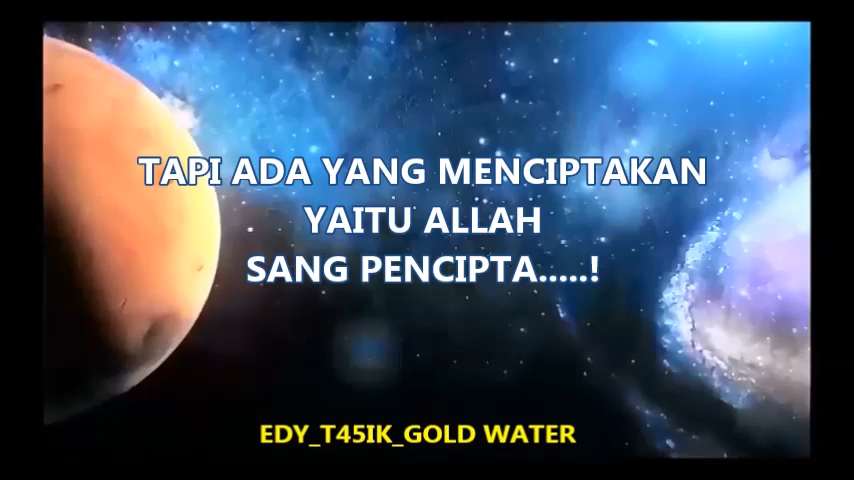 TAPI ADA YANG MENCIPTAKAN
YAITU ALLAH
SANG PENCIPTA.....!
EDY_T45IK_GOLD WATER